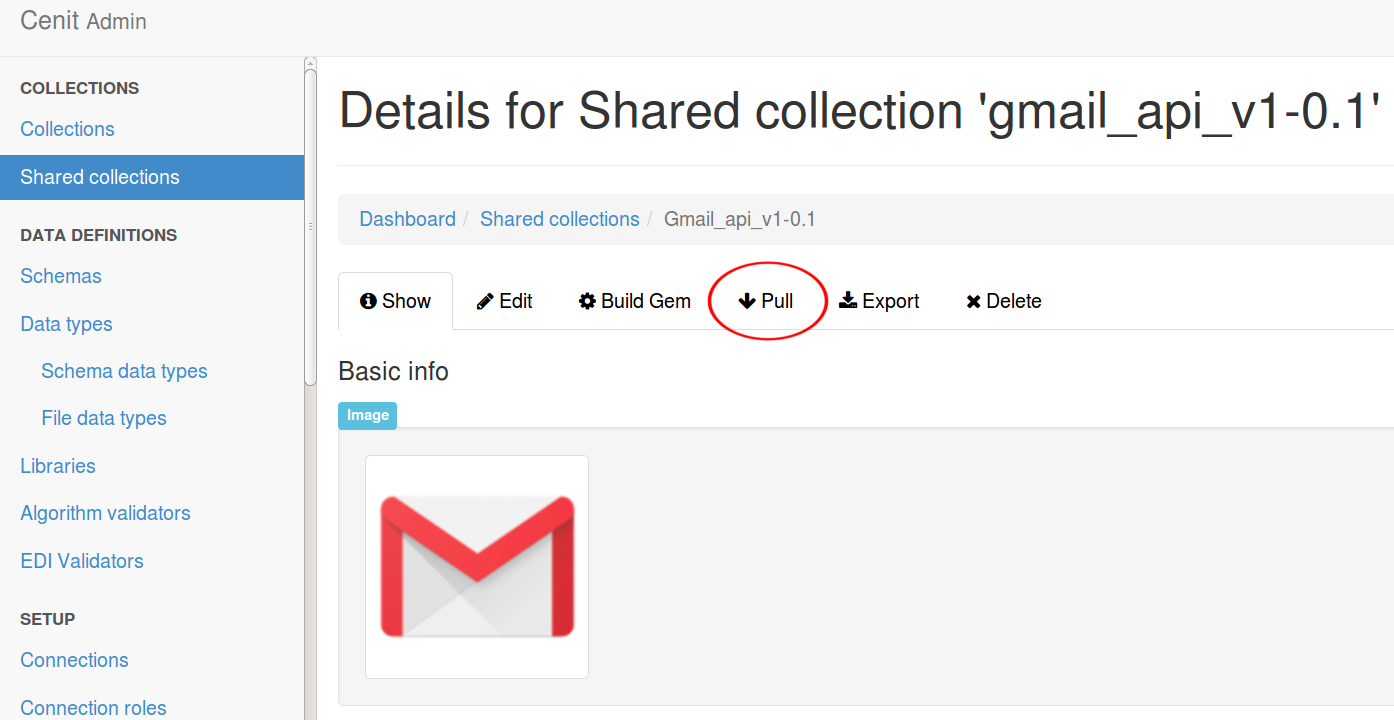 Cenit Admin
COLLECTIONS
Collections
Shared collections
DATA DEFINITIONS
Schemas
Data types
Schema data types
File data types
Libraries
Algorithm validators
EDI Validators
SETUP
Connections
Connection roles
Details for Shared collection 'gmail_api_v1-0.1'
Dashboard / Shared collections / Gmail_api_v1-0.1
Show Edit Build Gem Pull Export Delete
Basic info
Image